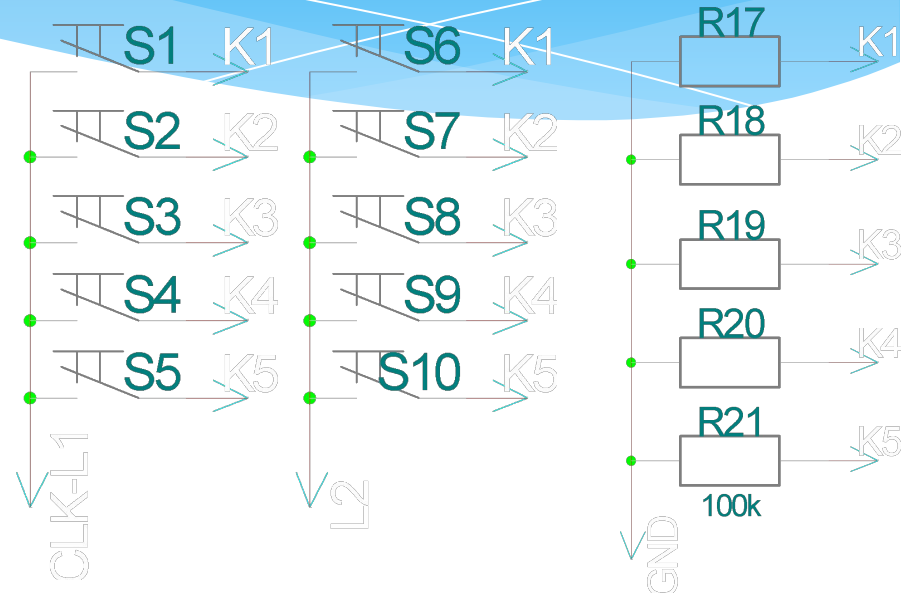 S1 K1 S6 K1 R17 K1
S2 K2 S7 K2 R18 K2
S3 K3 S8 K3 R19 K3
S4 K4 S9 K4 R20 K4
S5 K5 S10 K5 R21 K5
100k
CLK-L1
L2
GND